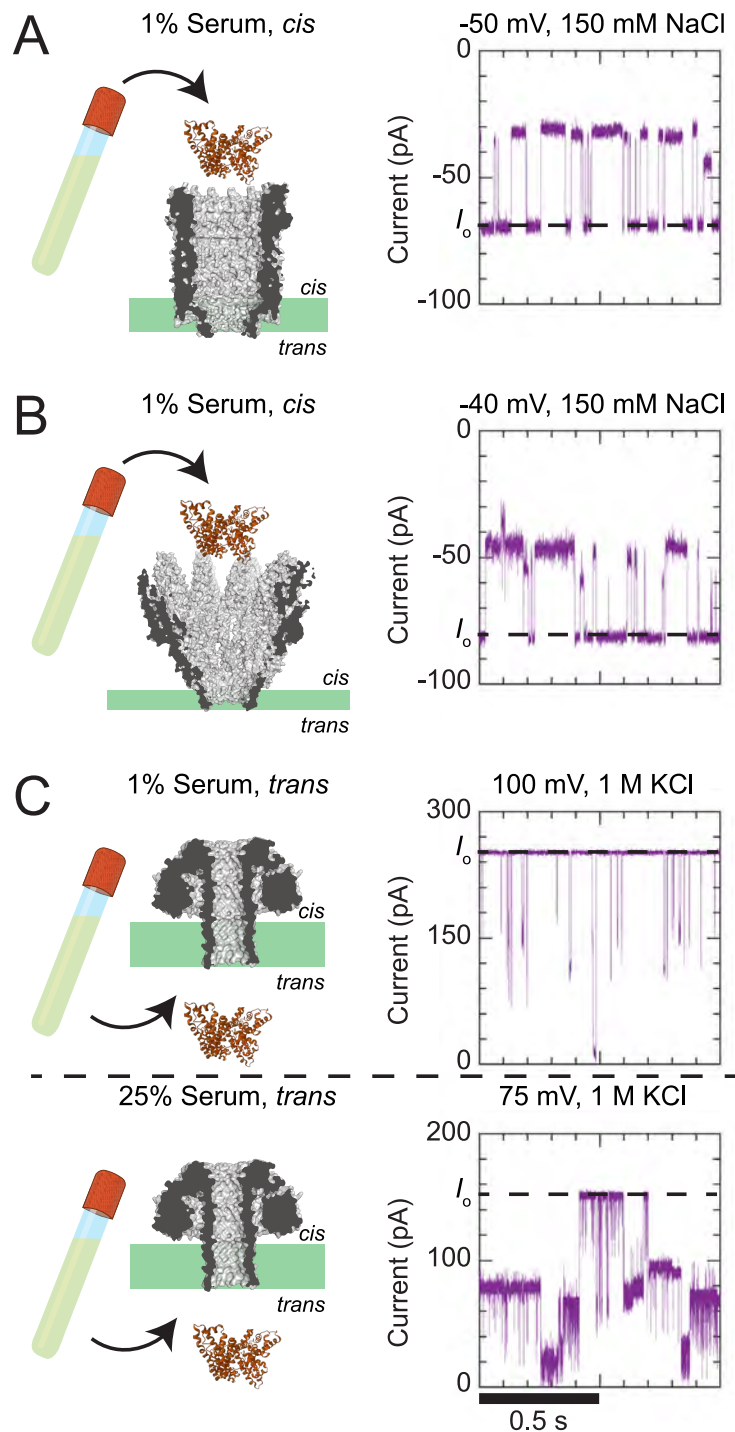 A
1% Serum, cis
-50 mV, 150 mM NaCl
0
-50
-100
Current (pA)
Io
cis
trans
B
1% Serum, cis
-40 mV, 150 mM NaCl
0
-50
-100
Current (pA)
Io
cis
trans
C
1% Serum, trans
100 mV, 1 M KCl
300
150
0
Current (pA)
Io
cis
trans
25% Serum, trans
75 mV, 1 M KCl
200
100
0
Current (pA)
Io
cis
trans
0.5 s